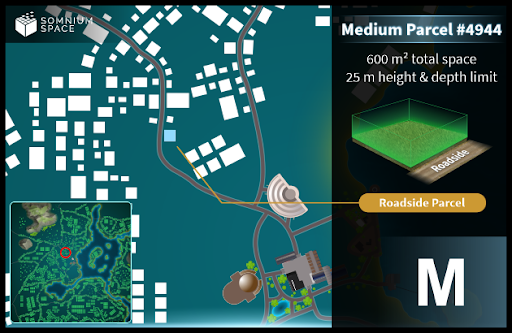 SOMNIUM
SPACE
Medium Parcel #4944
600 m² total space
25 m height & depth limit
Roadside
Roadside Parcel
M